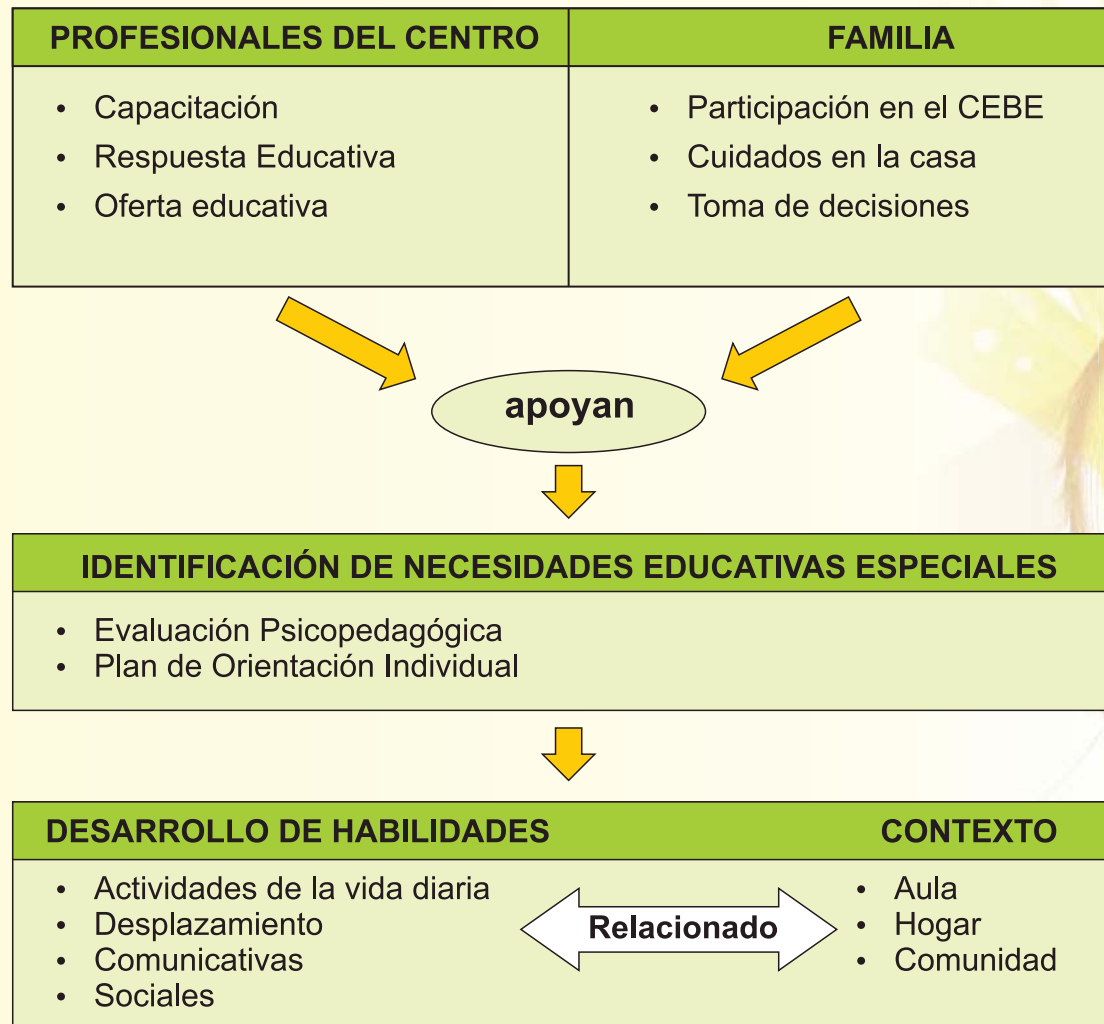 PROFESIONALES DEL CENTRO
• Capacitación
• Respuesta Educativa
• Oferta educativa
FAMILIA
• Participación en el CEBE
• Cuidados en la casa
• Toma de decisiones
apoyan
IDENTIFICACIÓN DE NECESIDADES EDUCATIVAS ESPECIALES
• Evaluación Psicopedagógica
• Plan de Orientación Individual
DESARROLLO DE HABILIDADES
• Actividades de la vida diaria
• Desplazamiento
• Comunicativas
• Sociales
Relacionado
CONTEXTO
• Aula
• Hogar
• Comunidad